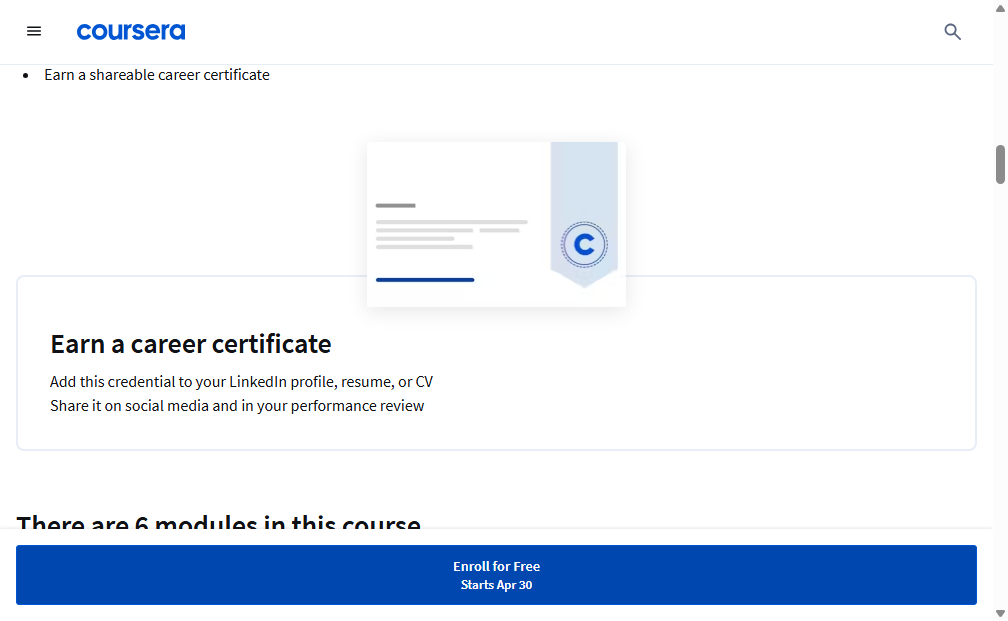 coursera
Earn a shareable career certificate
C
Earn a career certificate
Add this credential to your LinkedIn profile, resume, or CV
Share it on social media and in your performance review
There are 6 modules in this course
Enroll for Free
Starts Apr 30